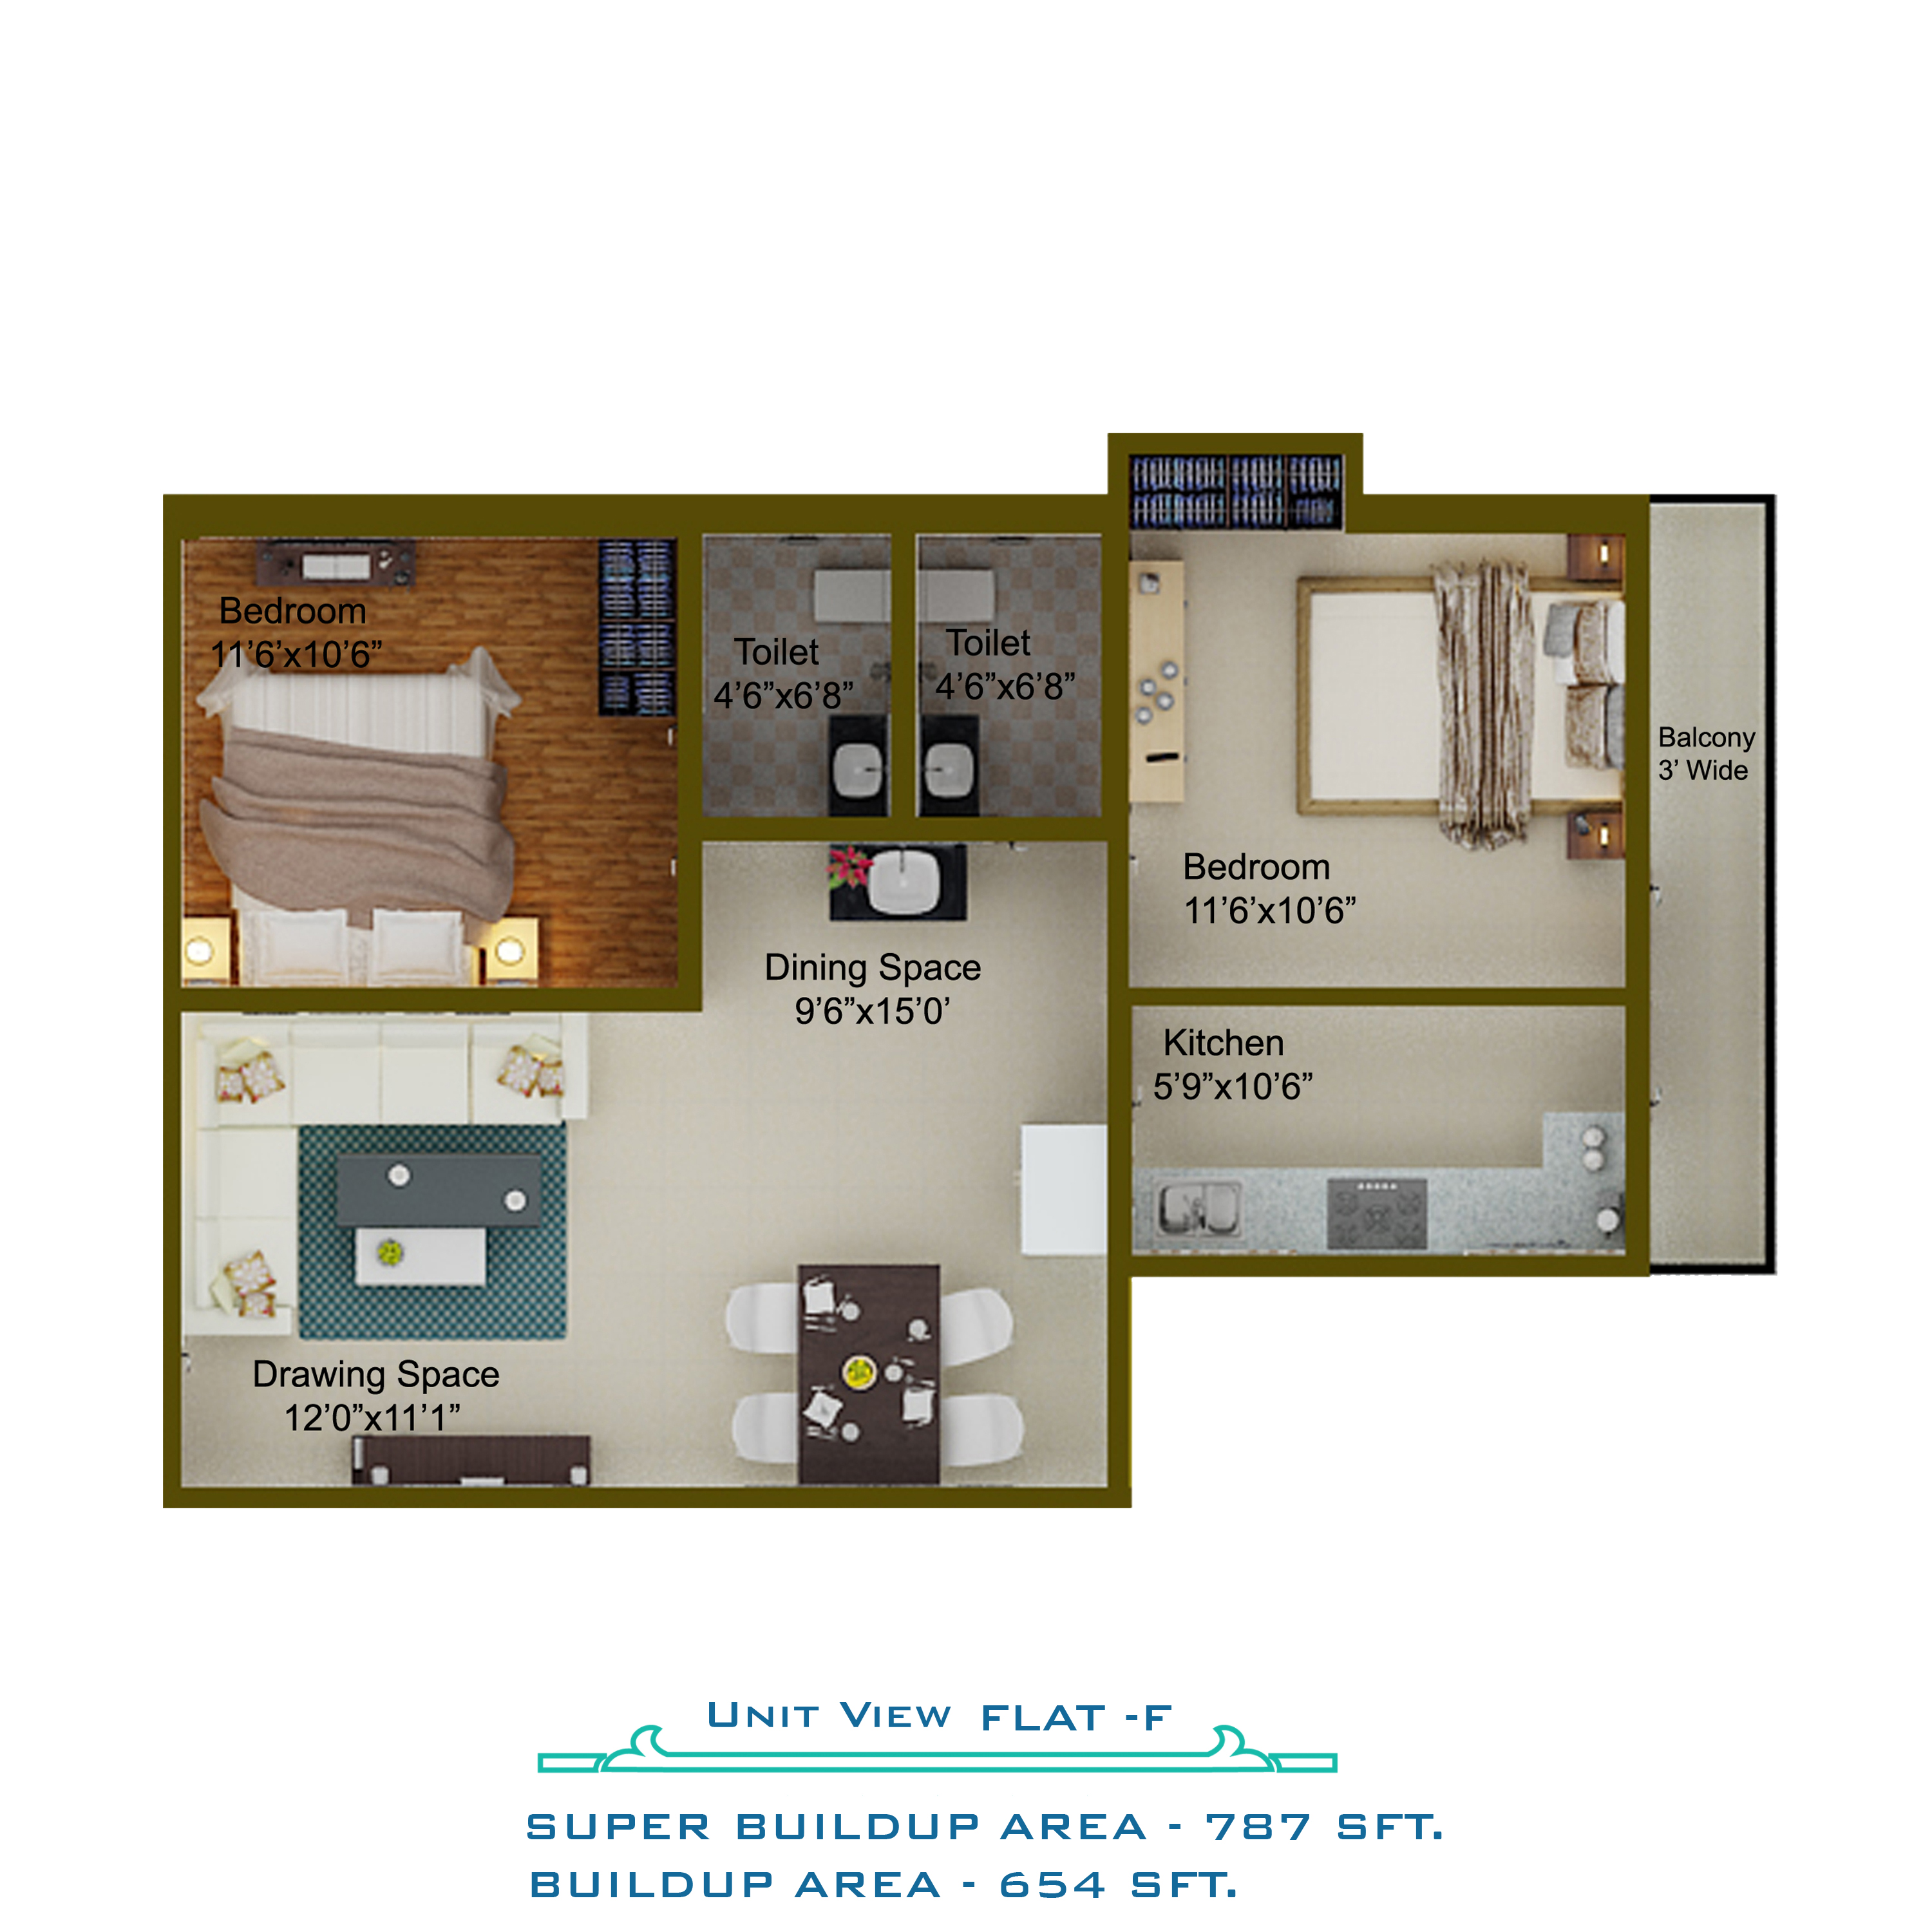 Bedroom
11’6’x10’6”
Toilet
4’6”x6’8”
Toilet
4’6”x6’8”
Balcony
3’ Wide
Bedroom
11’6’x10’6”
Dining Space
9’6”x15’0’
Kitchen
5’9”x10’6”
Drawing Space
12’0”x11’1”
UNIT VIEW FLAT -F
SUPER BUILDUP AREA - 787 SFT.
BUILDUP AREA - 654 SFT.